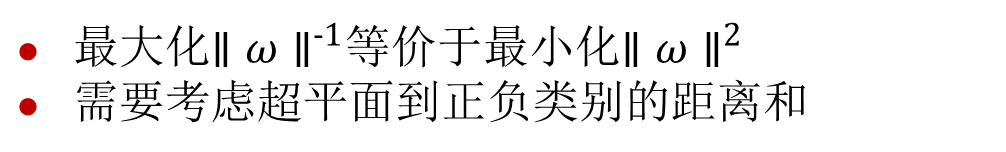 • 最大化‖ ω ‖⁻¹等价于最小化‖ ω ‖²
• 需要考虑超平面到正负类别的距离和